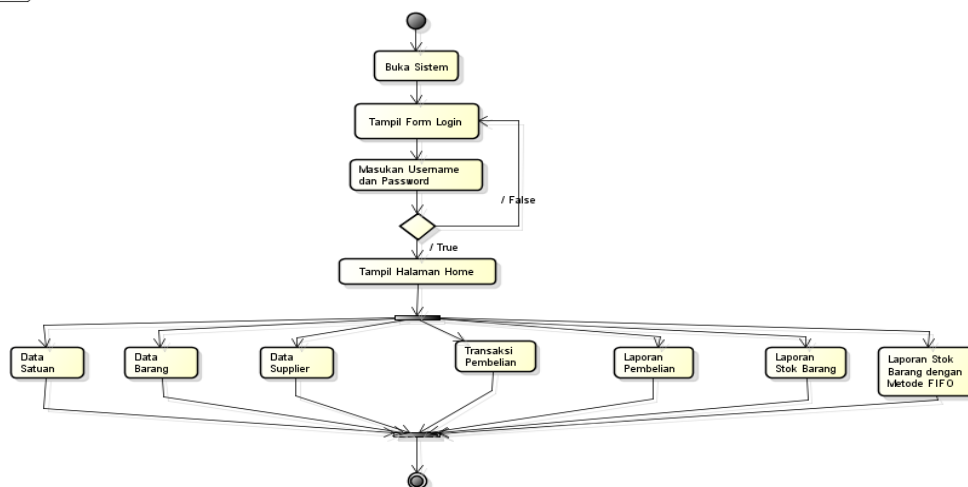 Buka Sistem
Tampil Form Login
Masukan Username
dan Password
/ False
/ True
Tampil Halaman Home
Data
Satuan
Data
Barang
Data
Supplier
Transaksi
Pembelian
Laporan
Pembelian
Laporan
Stok Barang
Laporan Stok
Barang dengan
Metode FIFO